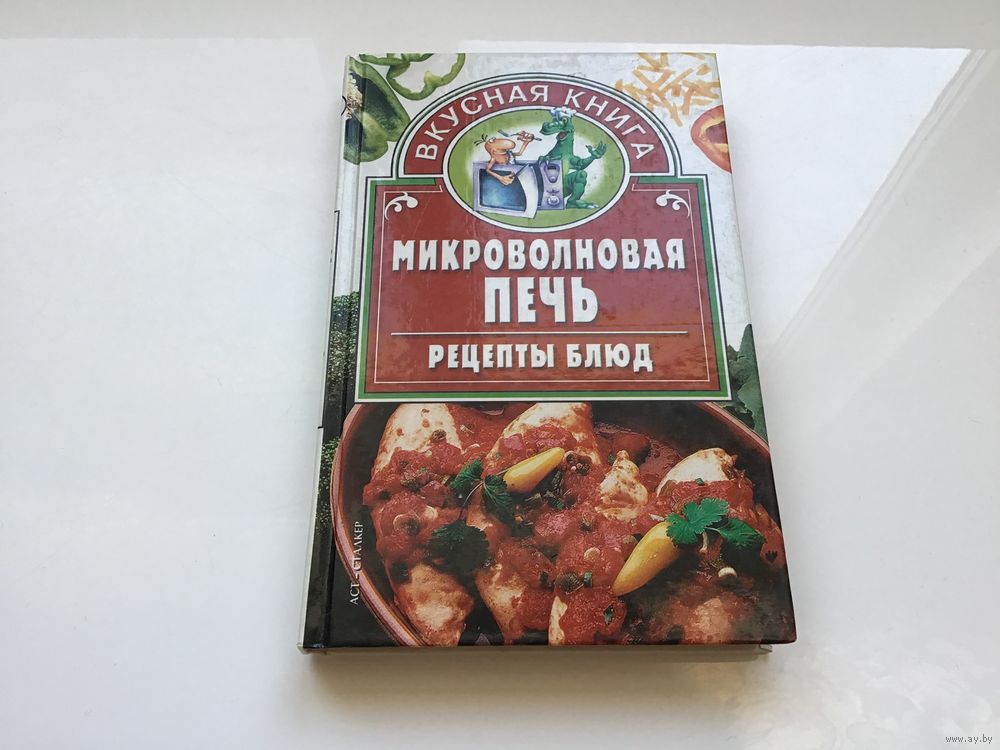 ВКУСНАЯ КНИГА
МИКРОВОЛНОВАЯ
ПЕЧЬ
РЕЦЕПТЫ БЛЮД
АСТ - СТАЛКЕР
www.ay.by